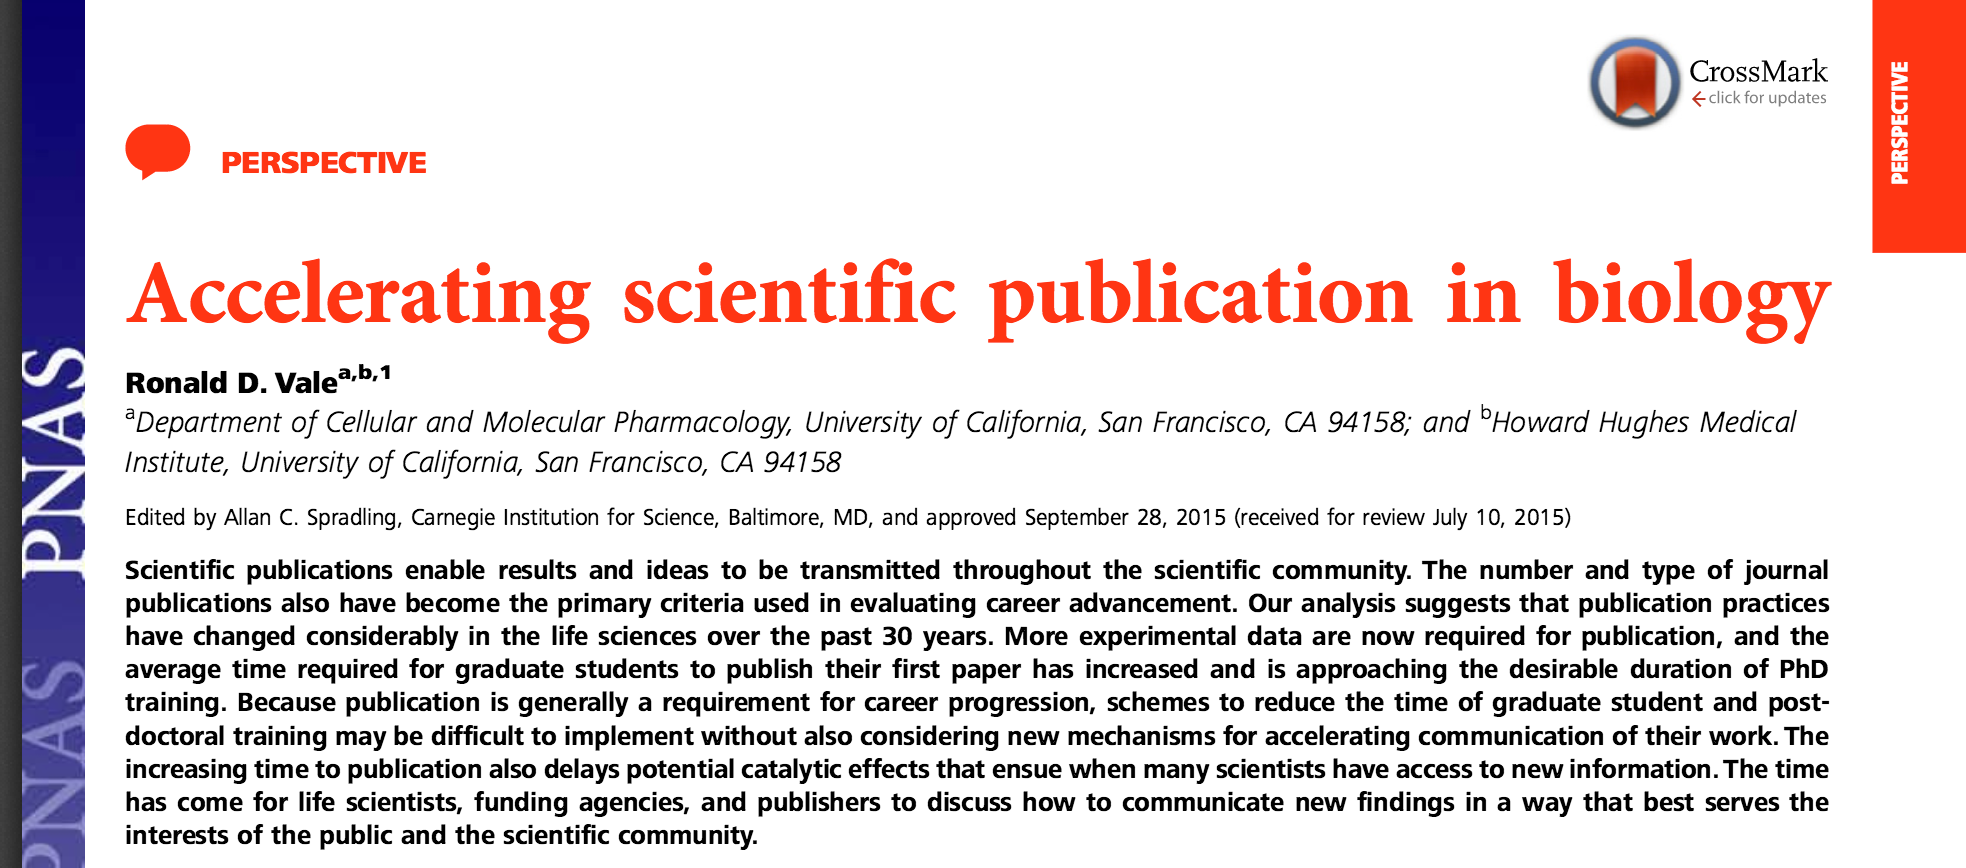 CrossMark
click for updates
PERSPECTIVE
PERSPECTIVE
Accelerating scientific publication in biology
Ronald D. Valea,b,1
aDepartment of Cellular and Molecular Pharmacology, University of California, San Francisco, CA 94158; and bHoward Hughes Medical
Institute, University of California, San Francisco, CA 94158
Edited by Allan C. Spradling, Carnegie Institution for Science, Baltimore, MD, and approved September 28, 2015 (received for review July 10, 2015)
Scientific publications enable results and ideas to be transmitted throughout the scientific community. The number and type of journal
publications also have become the primary criteria used in evaluating career advancement. Our analysis suggests that publication practices
have changed considerably in the life sciences over the past 30 years. More experimental data are now required for publication, and the
average time required for graduate students to publish their first paper has increased and is approaching the desirable duration of PhD
training. Because publication is generally a requirement for career progression, schemes to reduce the time of graduate student and post-
doctoral training may be difficult to implement without also considering new mechanisms for accelerating communication of their work. The
increasing time to publication also delays potential catalytic effects that ensue when many scientists have access to new information. The time
has come for life scientists, funding agencies, and publishers to discuss how to communicate new findings in a way that best serves the
interests of the public and the scientific community.
PNAS
PNAS